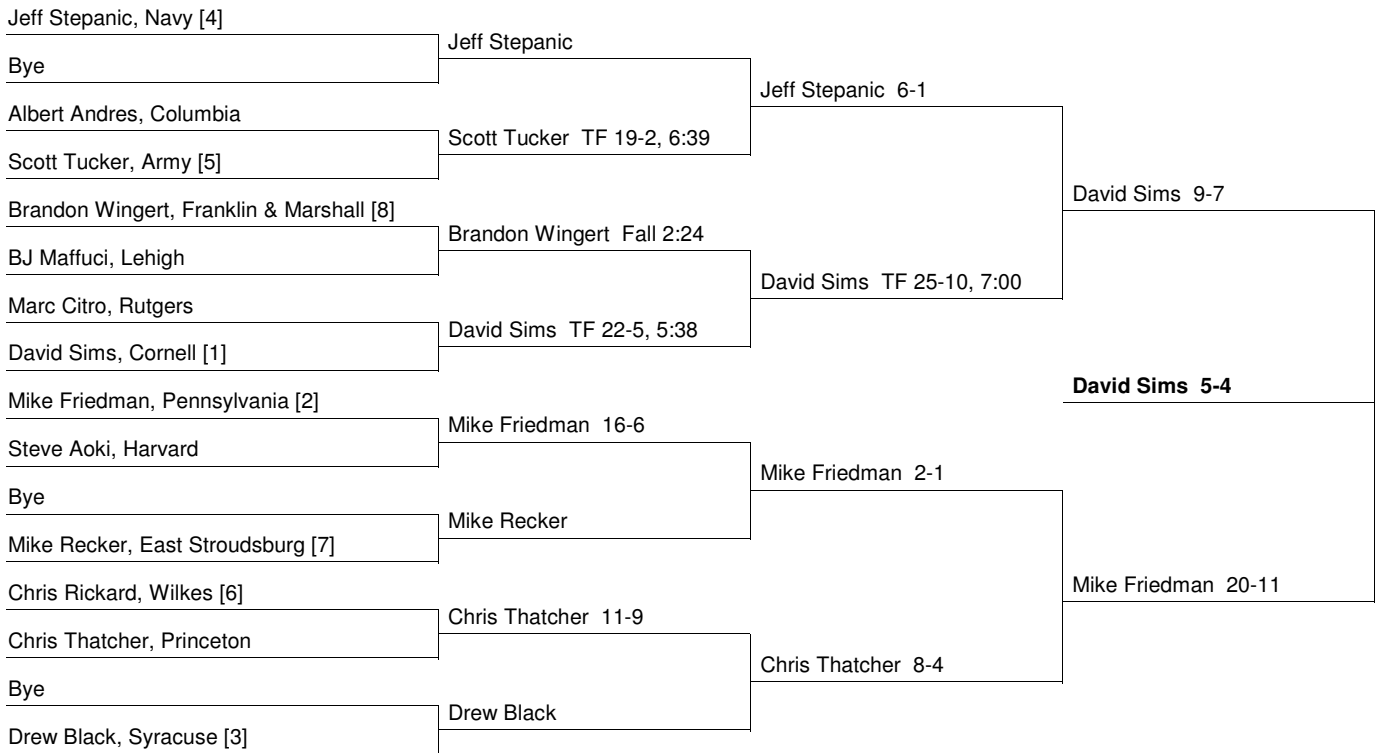 Jeff Stepanic, Navy [4]
Bye
Albert Andres, Columbia
Scott Tucker, Army [5]
Brandon Wingert, Franklin & Marshall [8]
BJ Maffuci, Lehigh
Marc Citro, Rutgers
David Sims, Cornell [1]
Mike Friedman, Pennsylvania [2]
Steve Aoki, Harvard
Bye
Mike Recker, East Stroudsburg [7]
Chris Rickard, Wilkes [6]
Chris Thatcher, Princeton
Bye
Drew Black, Syracuse [3]
Jeff Stepanic
Scott Tucker TF 19-2, 6:39
Brandon Wingert Fall 2:24
David Sims TF 22-5, 5:38
Mike Friedman 16-6
Mike Recker
Chris Thatcher 11-9
Drew Black
Jeff Stepanic 6-1
David Sims TF 25-10, 7:00
Mike Friedman 2-1
Chris Thatcher 8-4
David Sims 9-7
Mike Friedman 20-11
David Sims 5-4